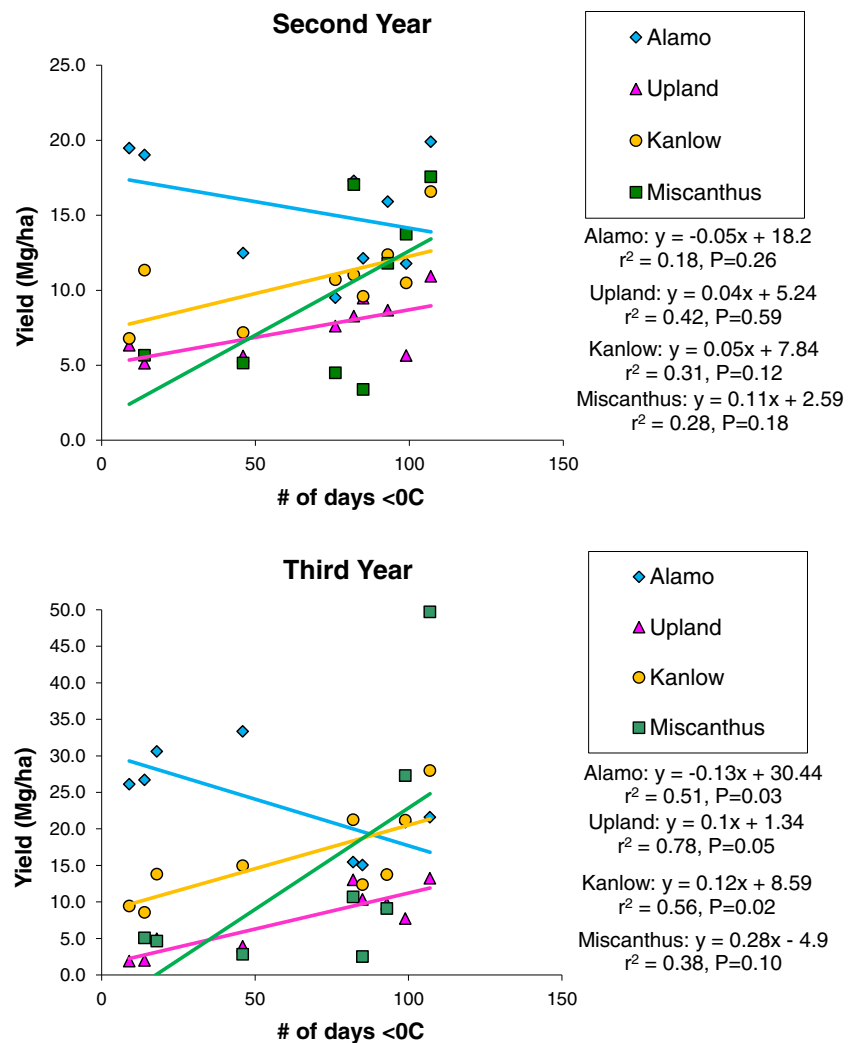 Second Year
25.0
20.0
15.0
10.0
5.0
0.0
Yield (Mg/ha)
0 50 100 150
# of days <0C
Alamo
Upland
Kanlow
Miscanthus
Alamo: y = -0.05x + 18.2
r² = 0.18, P=0.26
Upland: y = 0.04x + 5.24
r² = 0.42, P=0.59
Kanlow: y = 0.05x + 7.84
r² = 0.31, P=0.12
Miscanthus: y = 0.11x + 2.59
r² = 0.28, P=0.18
Third Year
50.0
45.0
40.0
35.0
30.0
25.0
20.0
15.0
10.0
5.0
0.0
Yield (Mg/ha)
0 50 100 150
# of days <0C
Alamo
Upland
Kanlow
Miscanthus
Alamo: y = -0.13x + 30.44
r² = 0.51, P=0.03
Upland: y = 0.1x + 1.34
r² = 0.78, P=0.05
Kanlow: y = 0.12x + 8.59
r² = 0.56, P=0.02
Miscanthus: y = 0.28x - 4.9
r² = 0.38, P=0.10